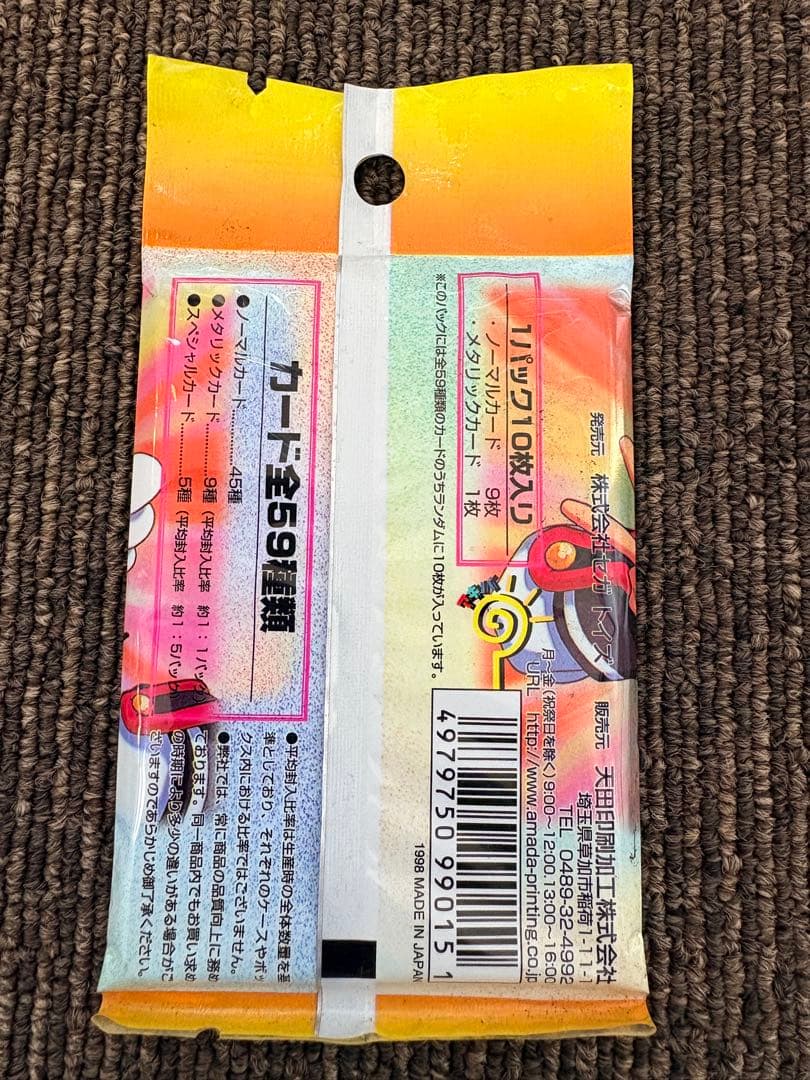 発売元 株式会社セガ トイズ
販売元 天田印刷加工株式会社
埼玉県草加市稲荷1-11-1
TEL 0489-32-4992
月~金(祝祭日を除く)9:00~12:00.13:00~16:00
URL http://www.amada-printing.co.jp
1パック10枚入り
・ノーマルカード 9枚
・メタリックカード 1枚
※このパックには全59種類のカードのうちランダムに10枚が入っています。
4979750 990151
1998 MADE IN JAPAN
カード全59種類
●ノーマルカード..............45種
●メタリックカード...........9種 (平均封入比率 約1:1パック
●スペシャルカード...........5種 (平均封入比率 約1:5パック
●平均封入比率は生産時の全体数量を基
準としており、それぞれのケースやボッ
クス内における比率ではございません。
●弊社では、常に商品の品質向上に務め
ております。同一商品内でもお買い求め
の時期により多少の違いがある場合がご
ざいますのであらかじめ御了承ください。